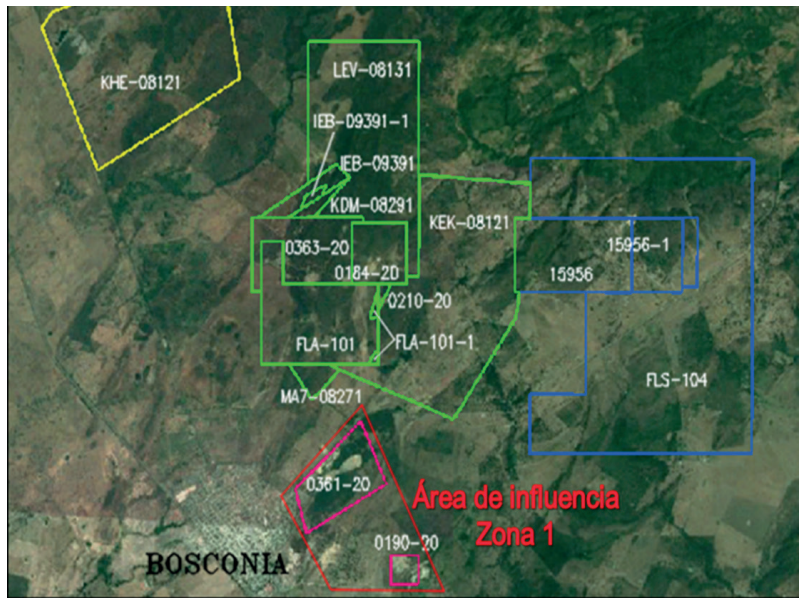 LEV-08131
KHE-08121
IEB-09391-1
IEB-09391
KDM-08291
KEK-08121
0363-20
15956-1
0184-20
15956
0210-20
FLA-101
FLA-101-1
FLS-104
MA7-08271
0361-20
Área de influencia
Zona 1
0190-20
BOSCONIA